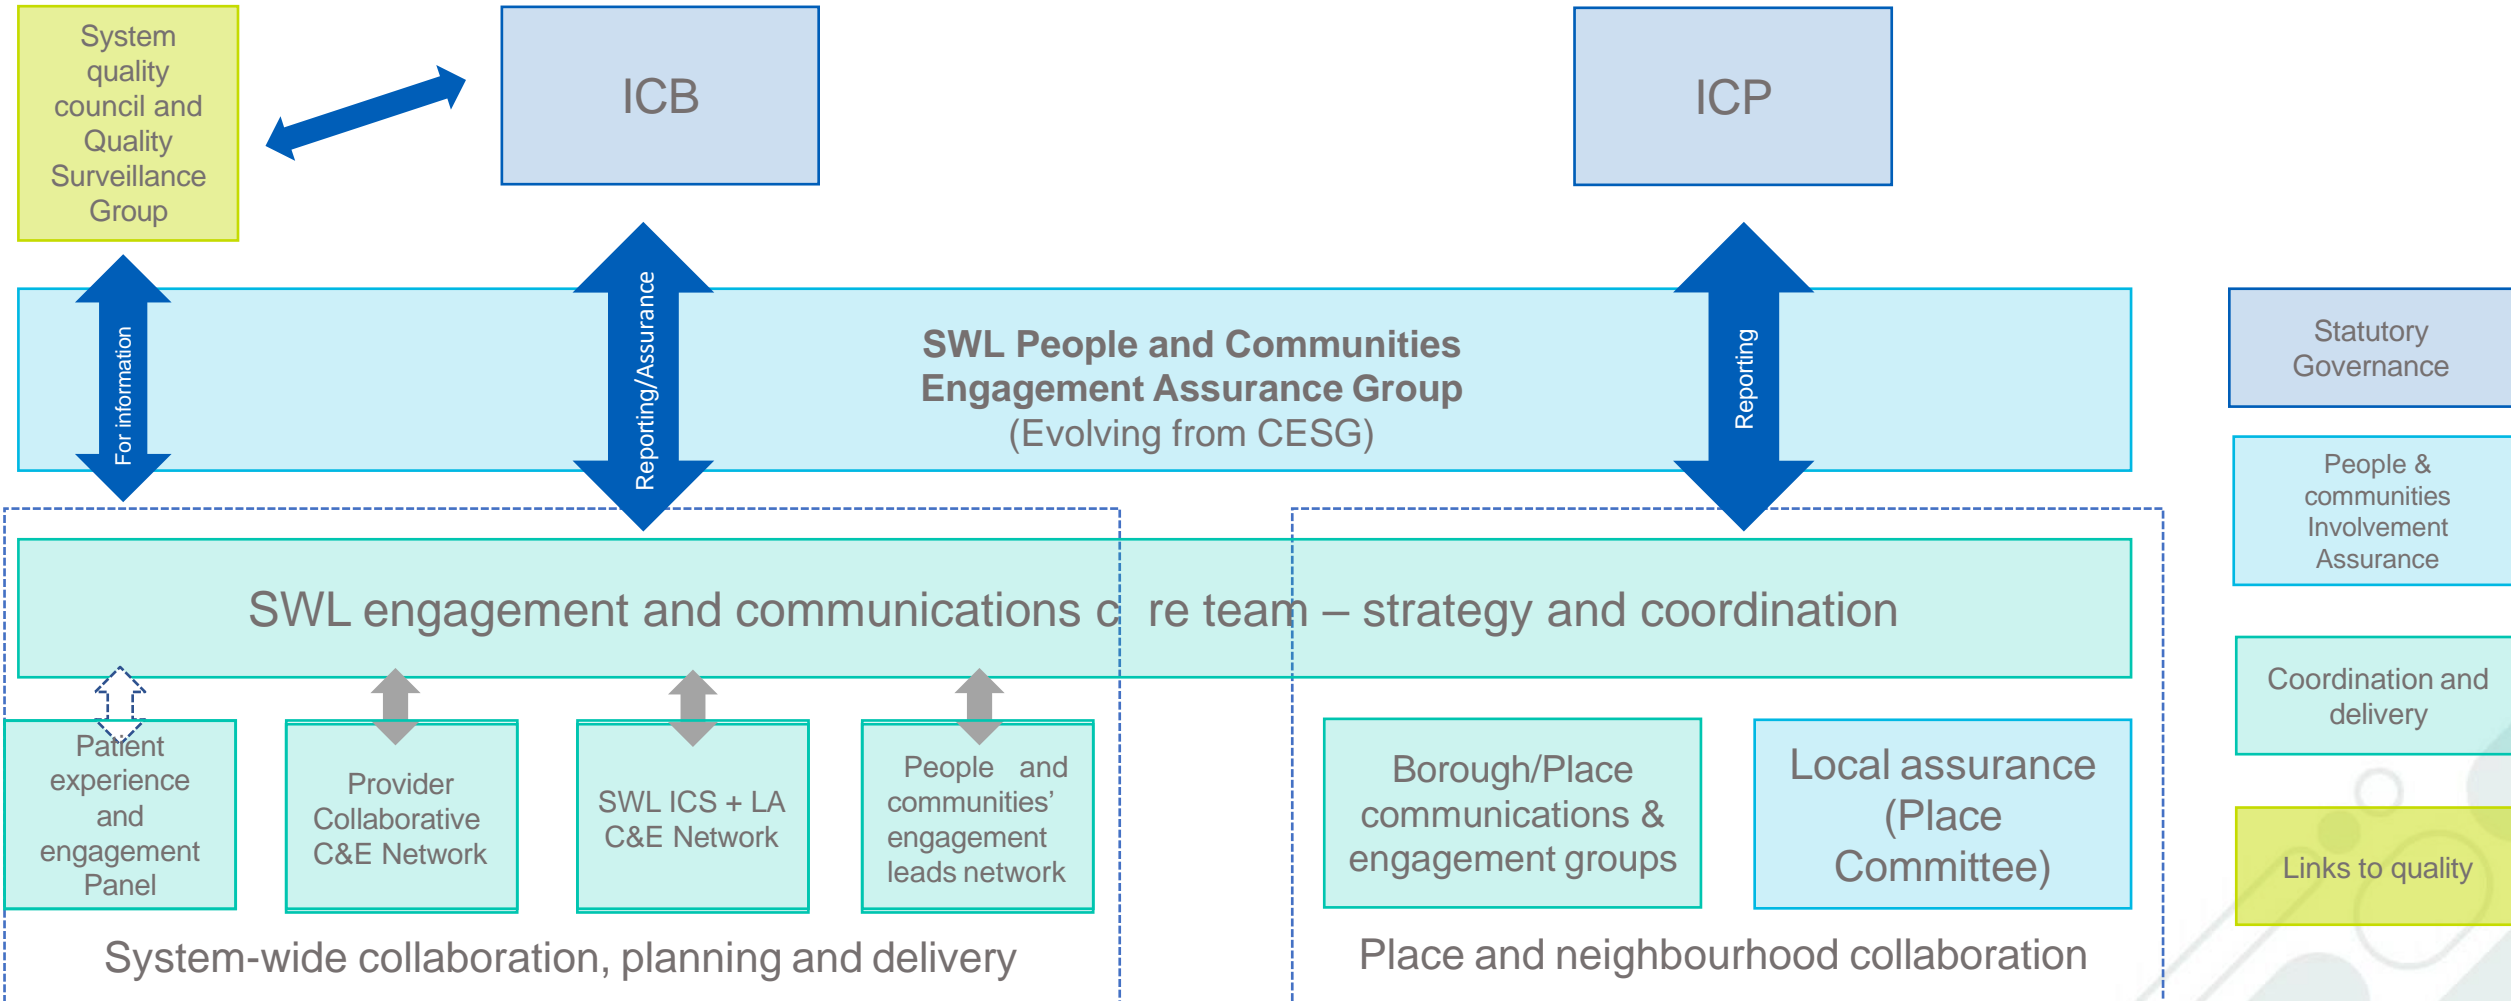 System
quality
council and
Quality
Surveillance
Group
ICB
ICP
For information
Reporting/Assurance
SWL People and Communities
Engagement Assurance Group
(Evolving from CESG)
Reporting
SWL engagement and communications c re team – strategy and coordination
Patient
experience
and
engagement
Panel
Provider
Collaborative
C&E Network
SWL ICS + LA
C&E Network
People and
communities’
engagement
leads network
System-wide collaboration, planning and delivery
Borough/Place
communications &
engagement groups
Local assurance
(Place
Committee)
Place and neighbourhood collaboration
Statutory
Governance
People &
communities
Involvement
Assurance
Coordination and
delivery
Links to quality